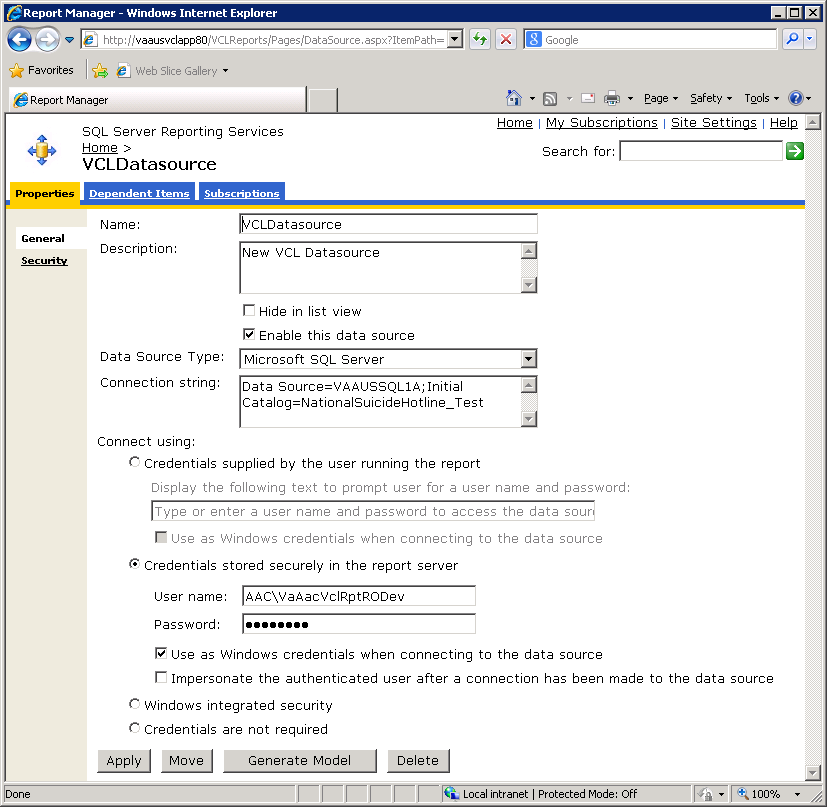 Report Manager - Windows Internet Explorer
http://vaausvclapp80/VCLReports/Pages/DataSource.aspx?ItemPath=
Google
Favorites
Web Slice Gallery
Report Manager
Page
Safety
Tools
SQL Server Reporting Services
Home >
VCLDatasource
Home | My Subscriptions | Site Settings | Help
Search for:
Properties
Dependent Items
Subscriptions
General
Security
Name:
VCLDatasource
Description:
New VCL Datasource
Hide in list view
Enable this data source
Data Source Type:
Microsoft SQL Server
Connection string:
Data Source=VAAUSSQL1A;Initial
Catalog=NationalSuicideHotline_Test
Connect using:
Credentials supplied by the user running the report
Display the following text to prompt user for a user name and password:
Type or enter a user name and password to access the data sour
Use as Windows credentials when connecting to the data source
Credentials stored securely in the report server
User name:
AAC\VaAacVclRptRODev
Password:
●●●●●●●●
Use as Windows credentials when connecting to the data source
Impersonate the authenticated user after a connection has been made to the data source
Windows integrated security
Credentials are not required
Apply
Move
Generate Model
Delete
Done
Local intranet | Protected Mode: Off
100%